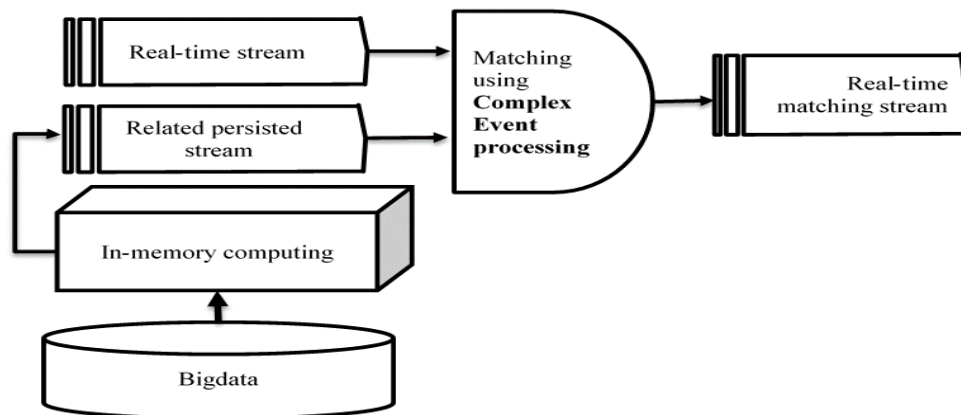 Real-time stream
Related persisted
stream
In-memory computing
Bigdata
Matching
using
Complex
Event
processing
Real-time
matching stream